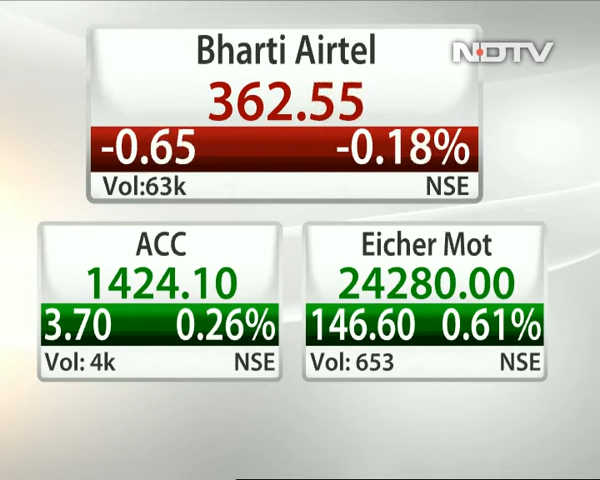 NDTV
Bharti Airtel
362.55
-0.65 -0.18%
Vol:63k NSE
ACC
1424.10
3.70 0.26%
Vol: 4k NSE
Eicher Mot
24280.00
146.60 0.61%
Vol: 653 NSE